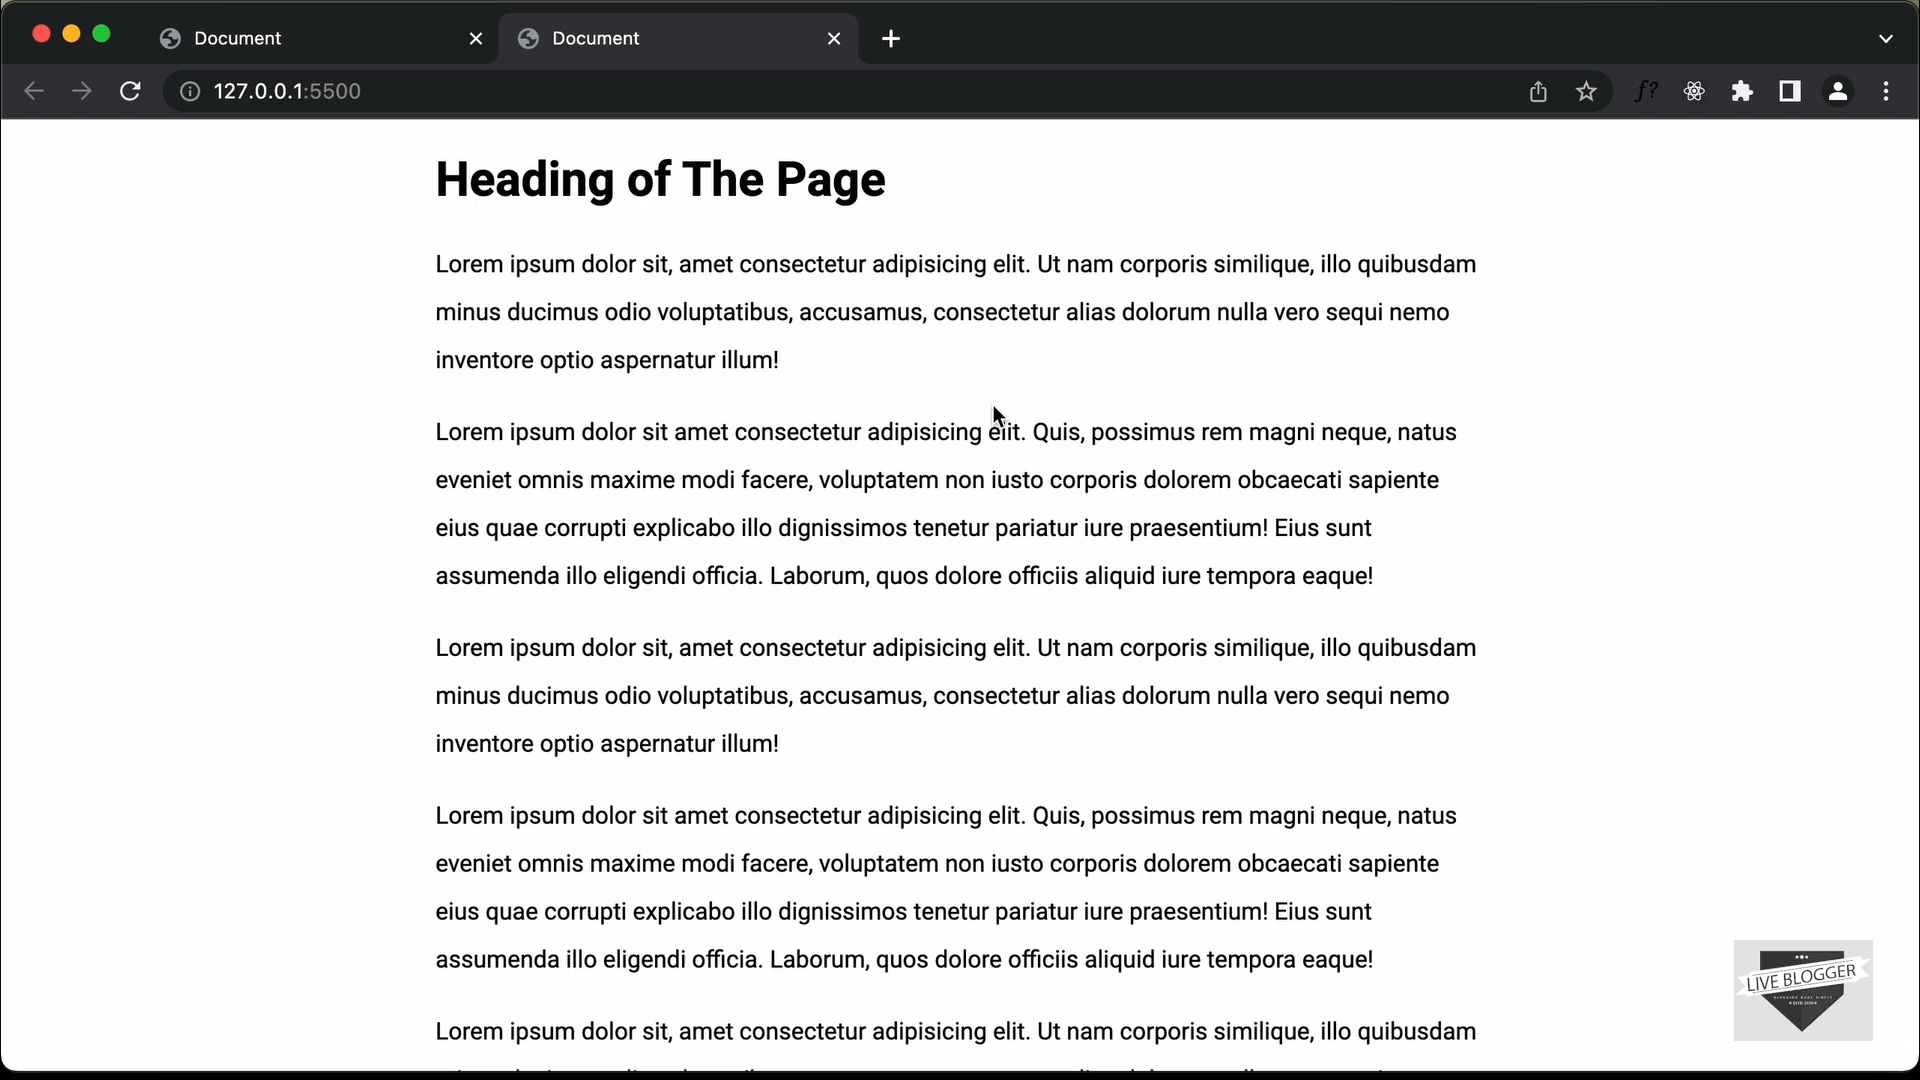 Document
Document
127.0.0.1:5500
f?
Heading of The Page
Lorem ipsum dolor sit, amet consectetur adipisicing elit. Ut nam corporis similique, illo quibusdam
minus ducimus odio voluptatibus, accusamus, consectetur alias dolorum nulla vero sequi nemo
inventore optio aspernatur illum!
Lorem ipsum dolor sit amet consectetur adipisicing elit. Quis, possimus rem magni neque, natus
eveniet omnis maxime modi facere, voluptatem non iusto corporis dolorem obcaecati sapiente
eius quae corrupti explicabo illo dignissimos tenetur pariatur iure praesentium! Eius sunt
assumenda illo eligendi officia. Laborum, quos dolore officiis aliquid iure tempora eaque!
Lorem ipsum dolor sit, amet consectetur adipisicing elit. Ut nam corporis similique, illo quibusdam
minus ducimus odio voluptatibus, accusamus, consectetur alias dolorum nulla vero sequi nemo
inventore optio aspernatur illum!
Lorem ipsum dolor sit amet consectetur adipisicing elit. Quis, possimus rem magni neque, natus
eveniet omnis maxime modi facere, voluptatem non iusto corporis dolorem obcaecati sapiente
eius quae corrupti explicabo illo dignissimos tenetur pariatur iure praesentium! Eius sunt
assumenda illo eligendi officia. Laborum, quos dolore officiis aliquid iure tempora eaque!
Lorem ipsum dolor sit, amet consectetur adipisicing elit. Ut nam corporis similique, illo quibusdam
LIVE BLOGGER
BLOGGING MADE SIMPLE